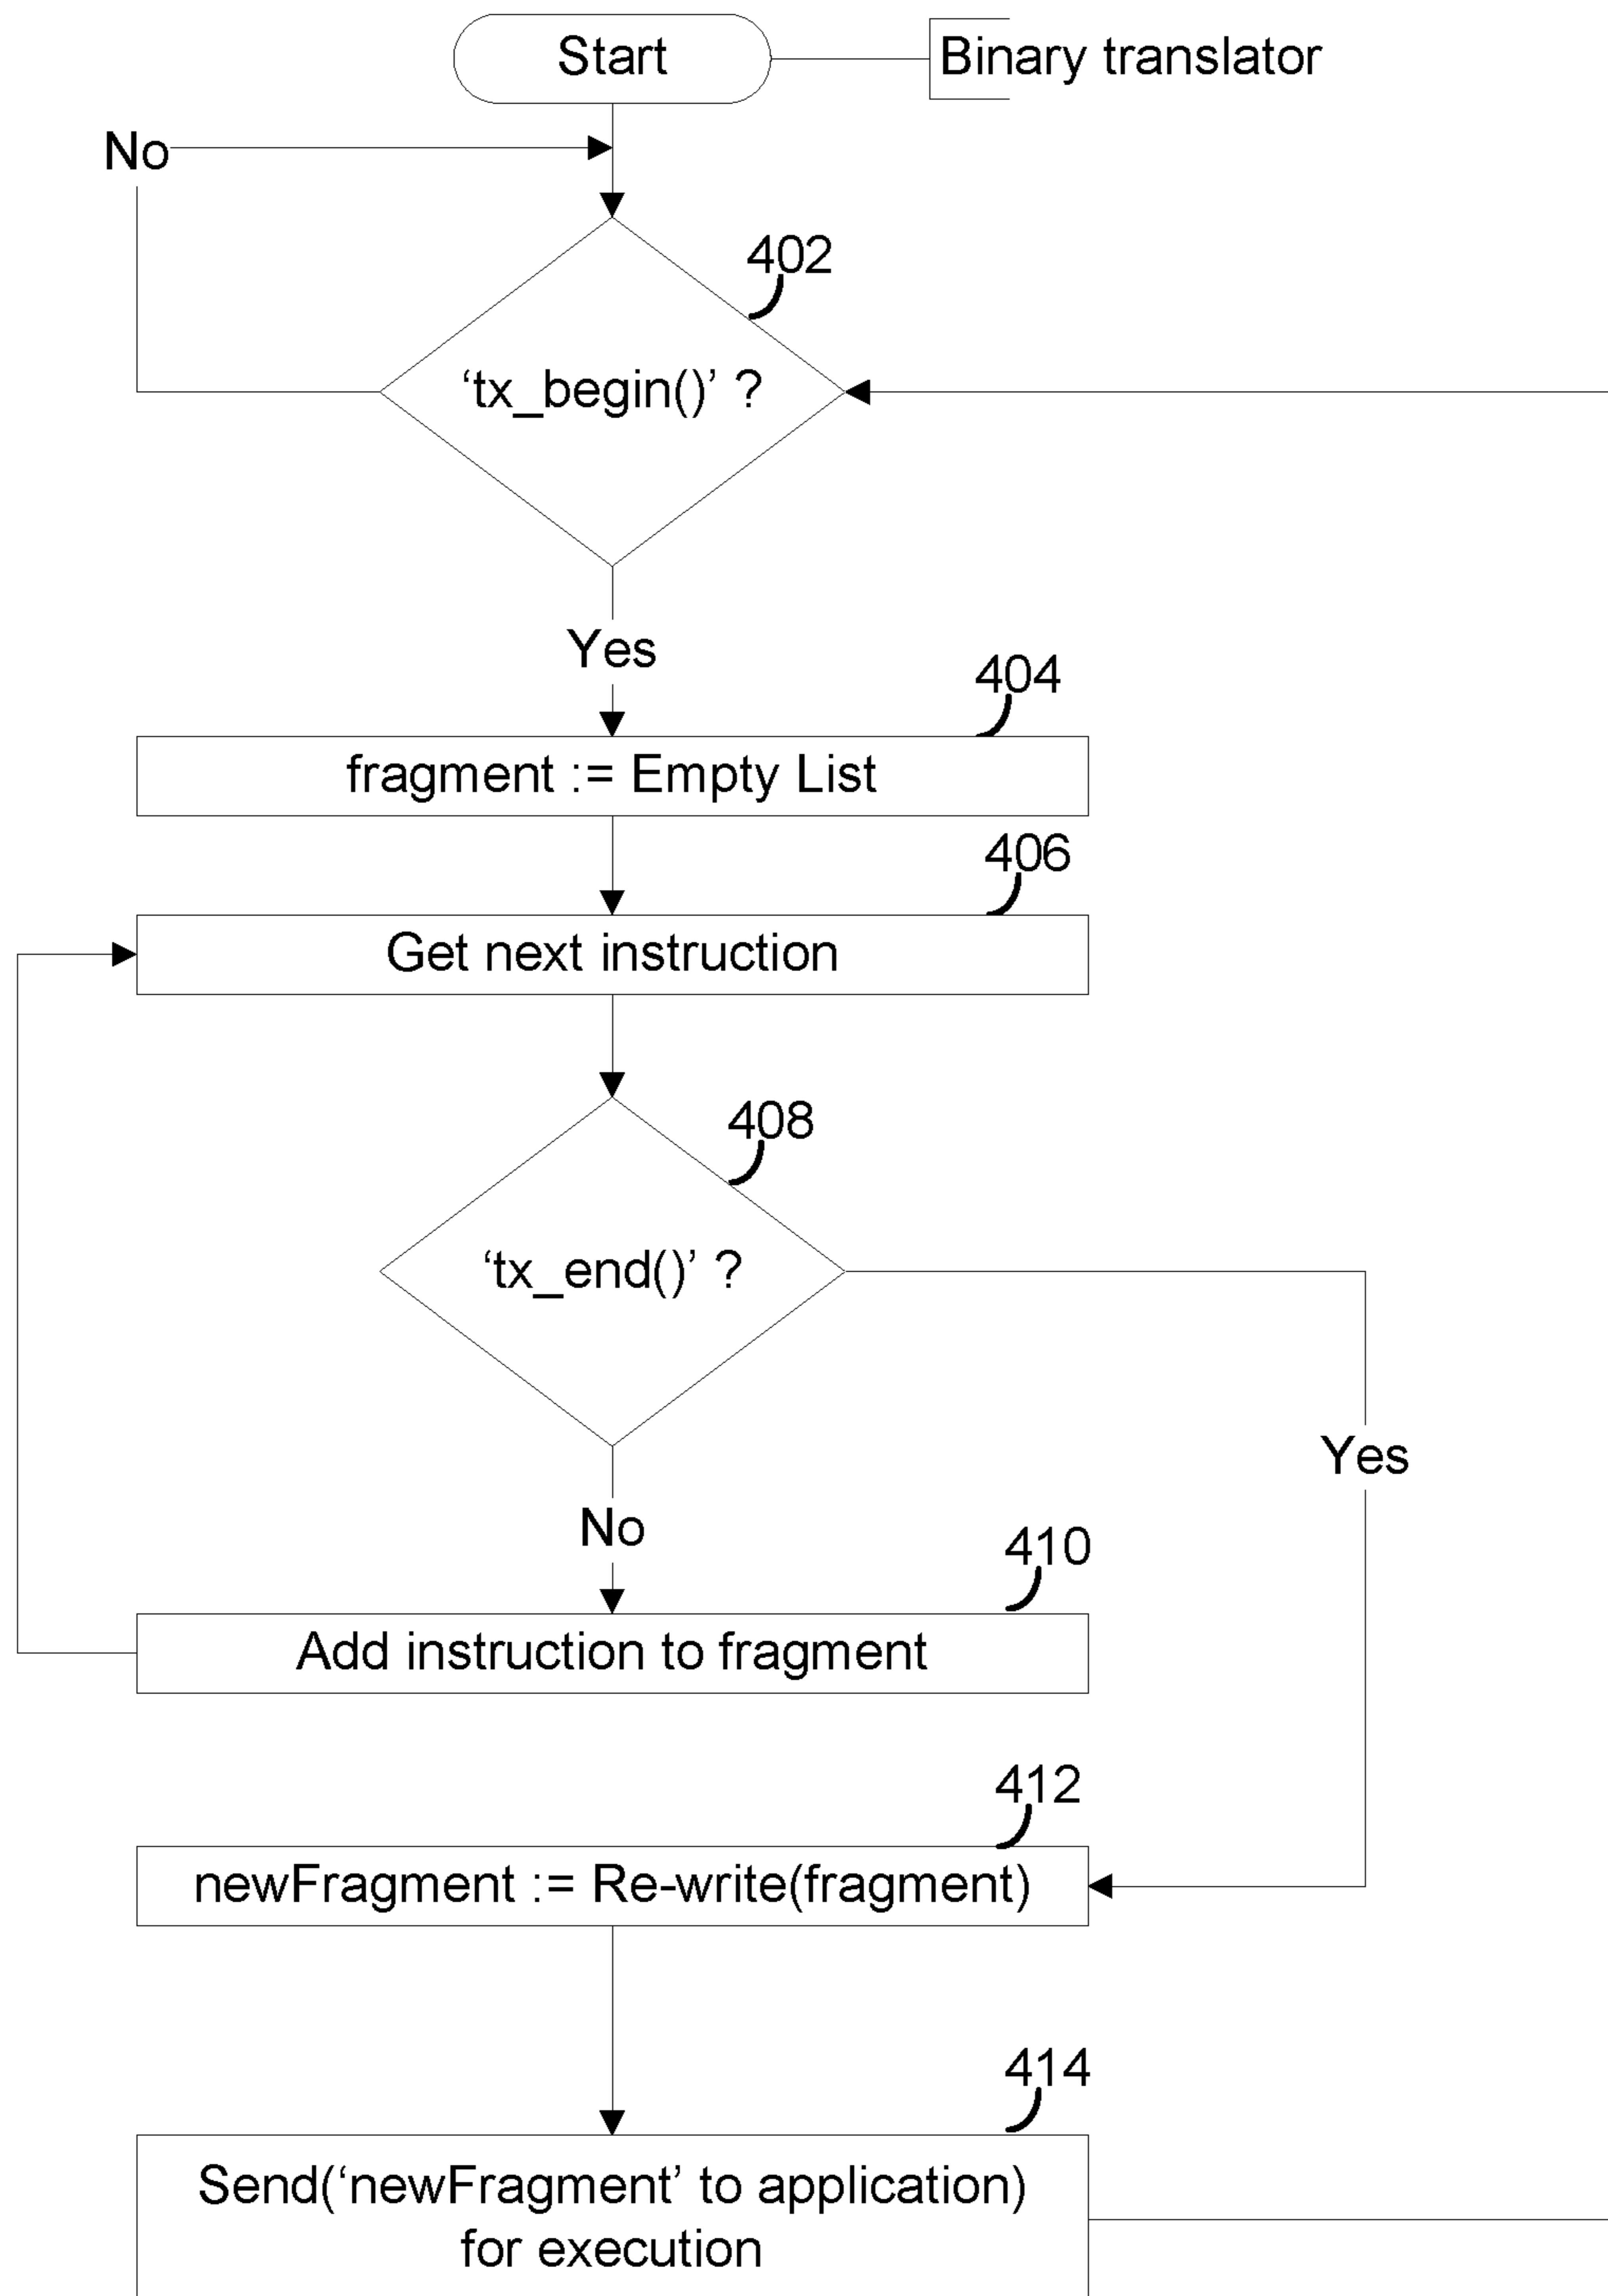 Start
Binary translator
No
402
‘tx_begin()’ ?
Yes
404
fragment := Empty List
406
Get next instruction
408
‘tx_end()’ ?
Yes
No
410
Add instruction to fragment
412
newFragment := Re-write(fragment)
414
Send(‘newFragment’ to application)
for execution